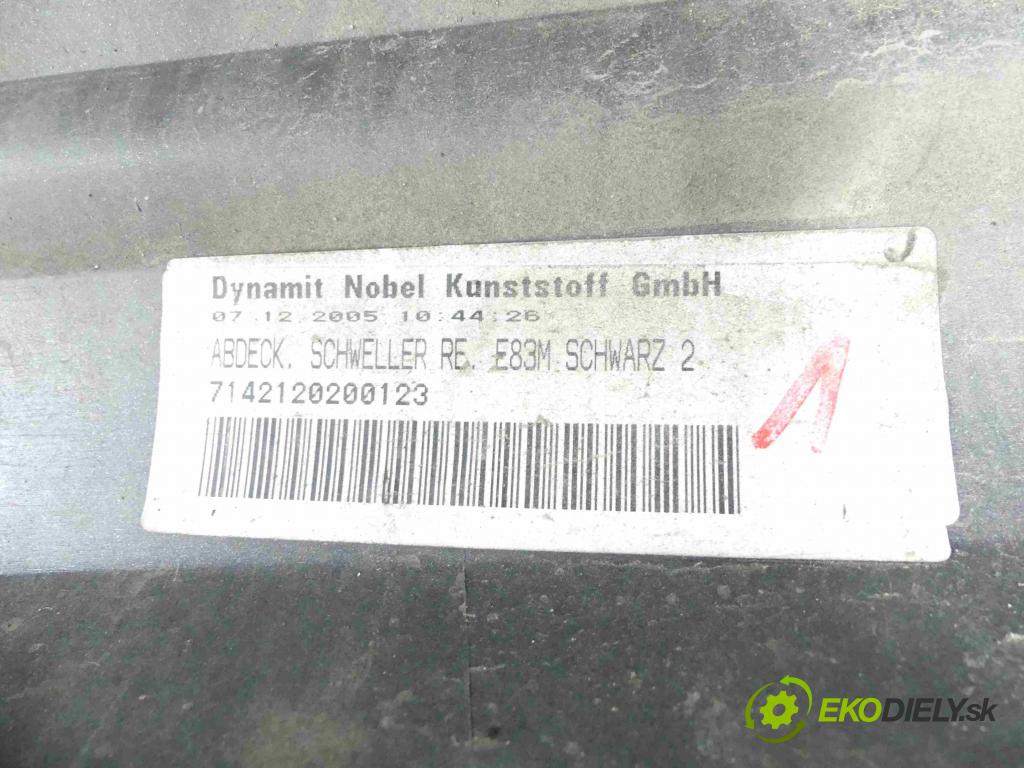 Dynamit Nobel Kunststoff GmbH
07.12.2005 10:44:26
ABDECK. SCHWELLER RE. E83M SCHWARZ 2
7142120200123
1
EKODIELY.sk